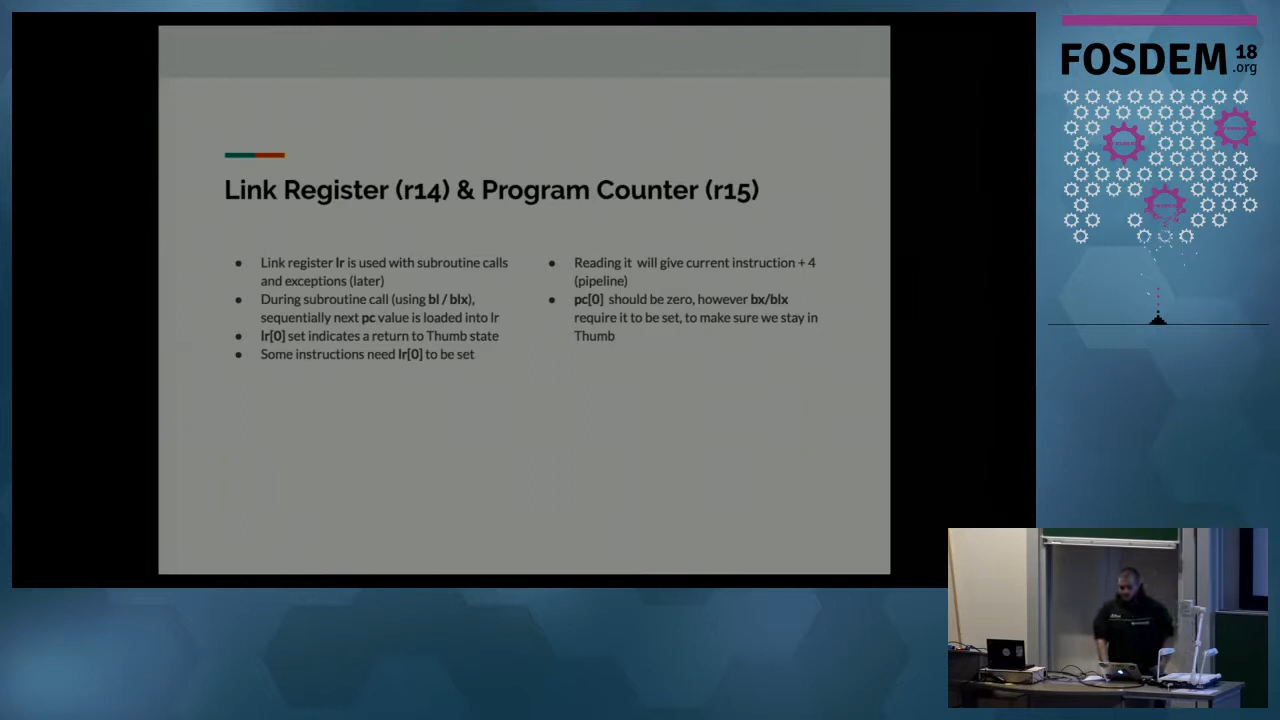 FOSDEM 18
.org
Link Register (r14) & Program Counter (r15)
● Link register lr is used with subroutine calls
and exceptions (later)
● During subroutine call (using bl / blx),
sequentially next pc value is loaded into lr
● lr[0] set indicates a return to Thumb state
● Some instructions need lr[0] to be set
● Reading it will give current instruction + 4
(pipeline)
● pc[0] should be zero, however bx/blx
require it to be set, to make sure we stay in
Thumb